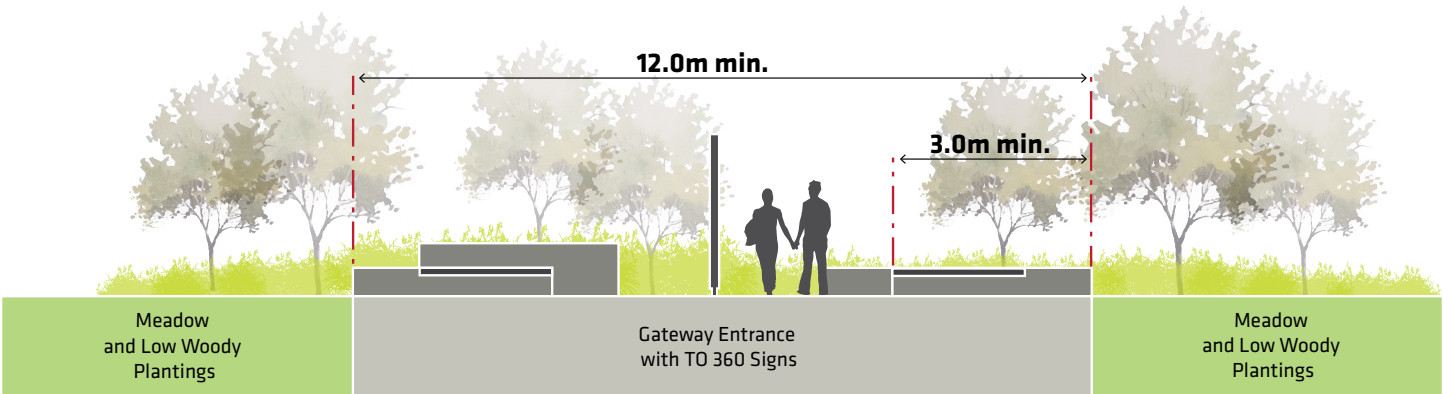 12.0m min.
3.0m min.
Meadow
and Low Woody
Plantings
Gateway Entrance
with TO 360 Signs
Meadow
and Low Woody
Plantings